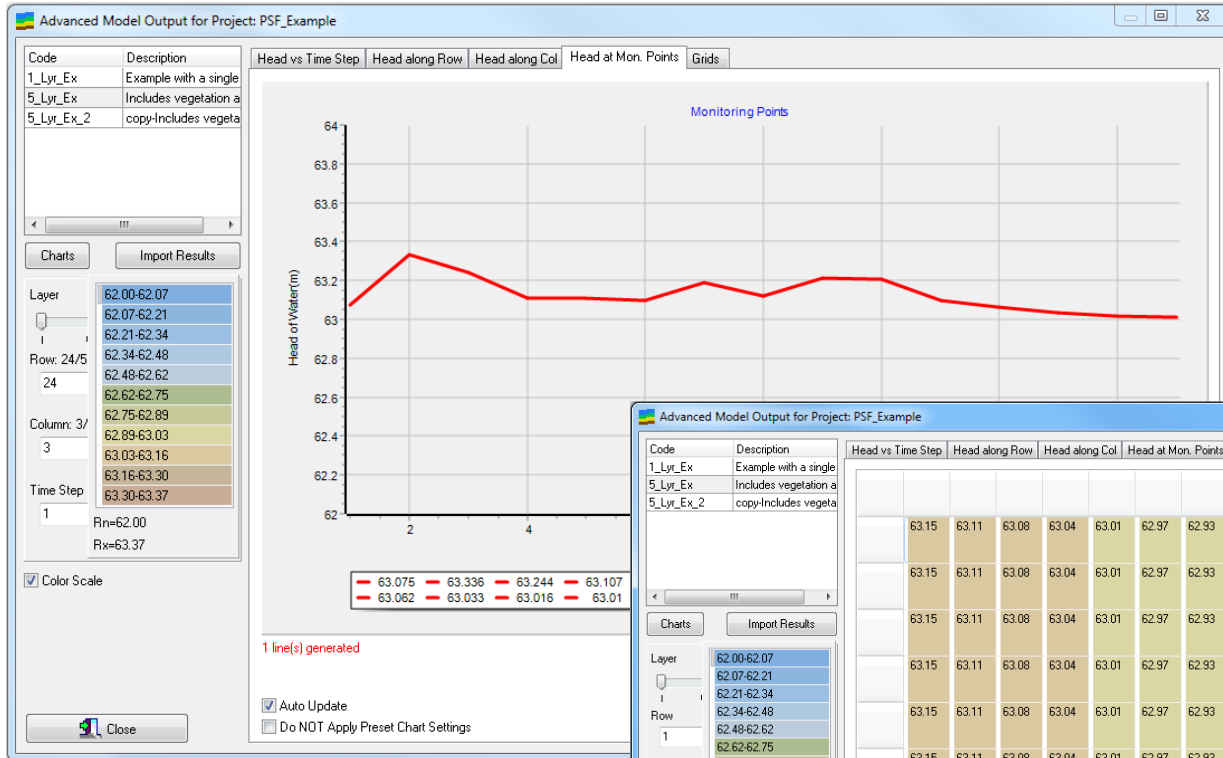 Advanced Model Output for Project: PSF_Example
Code Description
1_Lyr_Ex Example with a single
5_Lyr_Ex Includes vegetation a
5_Lyr_Ex_2 copy-Includes vegeta
Charts Import Results
Layer
Row: 24/5
24
Column: 3/
3
Time Step
1
62.00-62.07
62.07-62.21
62.21-62.34
62.34-62.48
62.48-62.62
62.62-62.75
62.75-62.89
62.89-63.03
63.03-63.16
63.16-63.30
63.30-63.37
Rn=62.00
Rx=63.37
Color Scale
Close
Head vs Time Step Head along Row Head along Col Head at Mon. Points Grids
Monitoring Points
Head of Water(m)
64
63.8
63.6
63.4
63.2
63
62.8
62.6
62.4
62.2
62
2 4
63.075 63.336 63.244 63.107
63.062 63.033 63.016 63.01
1 line(s) generated
Auto Update
Do NOT Apply Preset Chart Settings
Advanced Model Output for Project: PSF_Example
Code Description
1_Lyr_Ex Example with a single
5_Lyr_Ex Includes vegetation a
5_Lyr_Ex_2 copy-Includes vegeta
Charts Import Results
Layer
Row
1
62.00-62.07
62.07-62.21
62.21-62.34
62.34-62.48
62.48-62.62
62.62-62.75
Head vs Time Step Head along Row Head along Col Head at Mon. Points
63.15 63.11 63.08 63.04 63.01 62.97 62.93
63.15 63.11 63.08 63.04 63.01 62.97 62.93
63.15 63.11 63.08 63.04 63.01 62.97 62.93
63.15 63.11 63.08 63.04 63.01 62.97 62.93
63.15 63.11 63.08 63.04 63.01 62.97 62.93
63.15 63.11 63.08 63.04 63.01 62.97 62.93